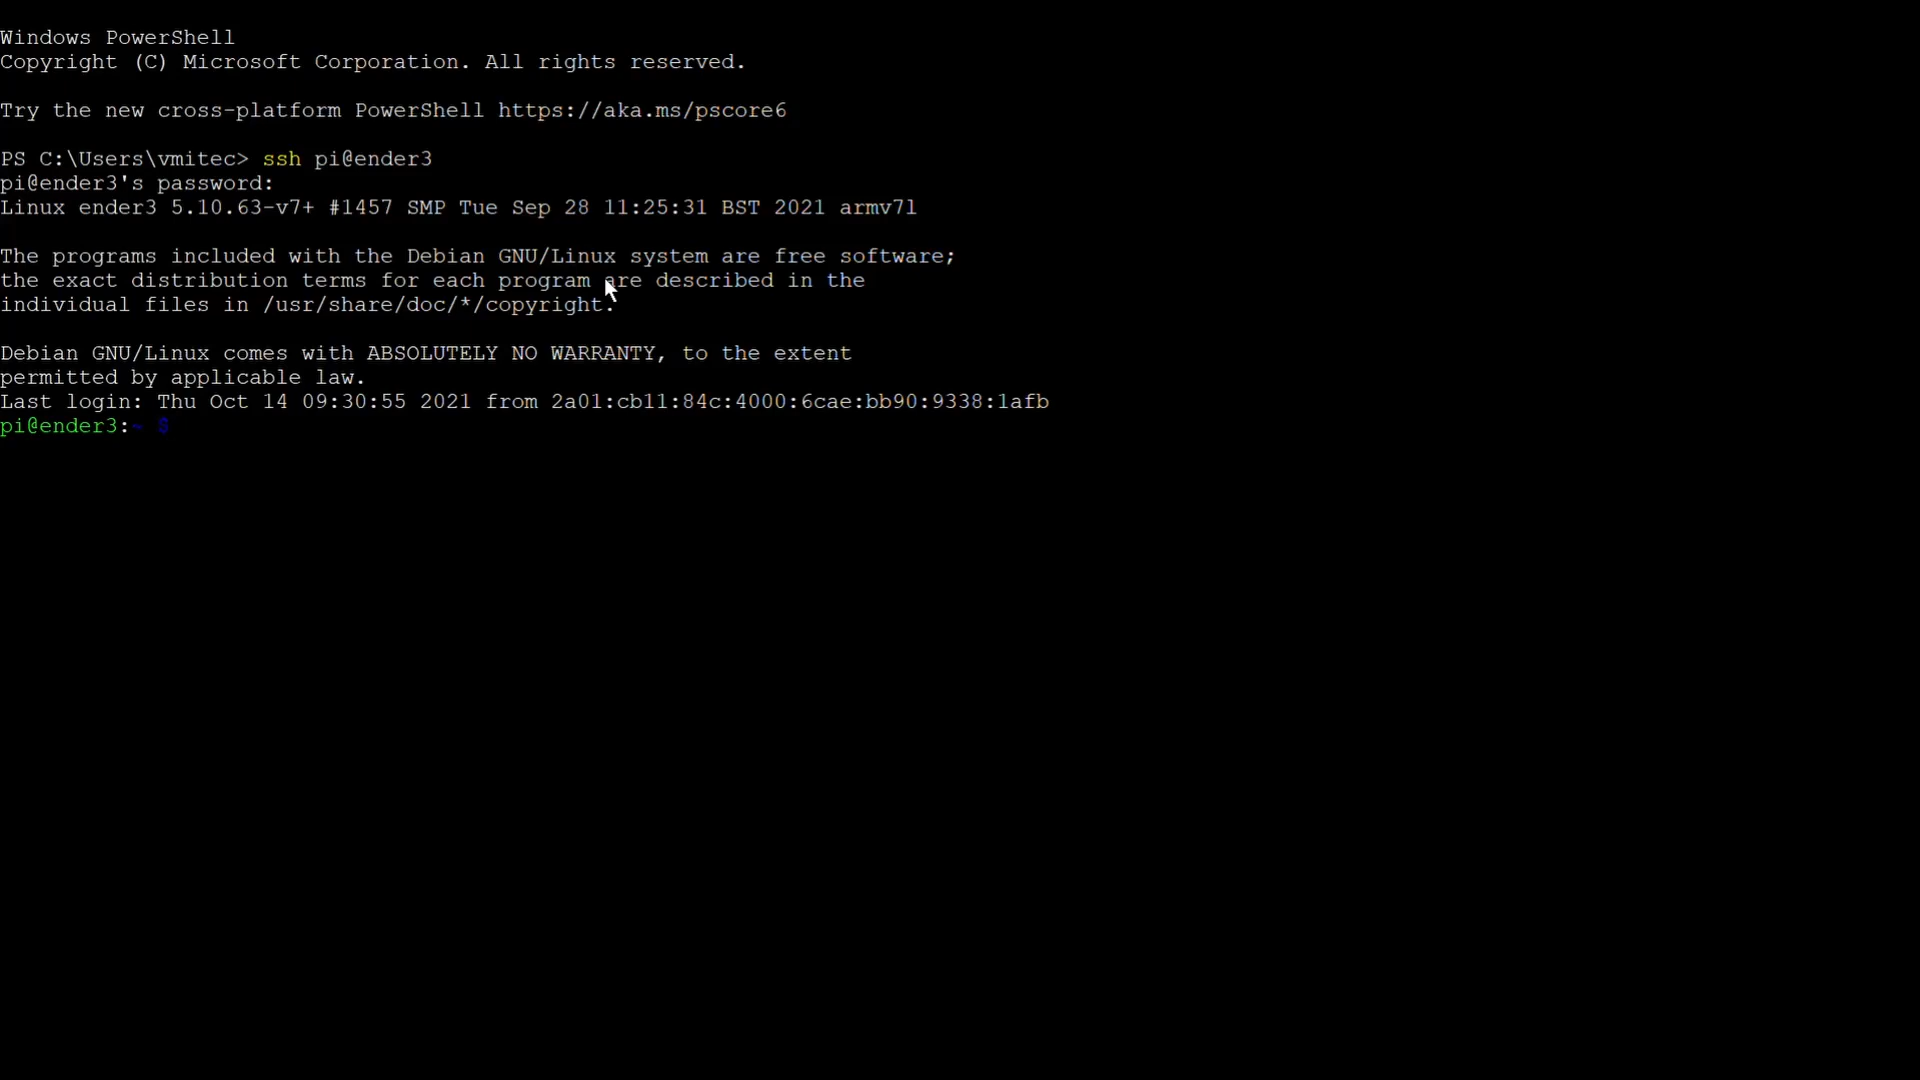 Windows PowerShell
Copyright (C) Microsoft Corporation. All rights reserved.
Try the new cross-platform PowerShell https://aka.ms/pscore6
PS C:\Users\vmitec> ssh pi@ender3
pi@ender3's password:
Linux ender3 5.10.63-v7+ #1457 SMP Tue Sep 28 11:25:31 BST 2021 armv7l
The programs included with the Debian GNU/Linux system are free software;
the exact distribution terms for each program are described in the
individual files in /usr/share/doc/*/copyright.
Debian GNU/Linux comes with ABSOLUTELY NO WARRANTY, to the extent
permitted by applicable law.
Last login: Thu Oct 14 09:30:55 2021 from 2a01:cb11:84c:4000:6cae:bb90:9338:1afb
pi@ender3:~ $